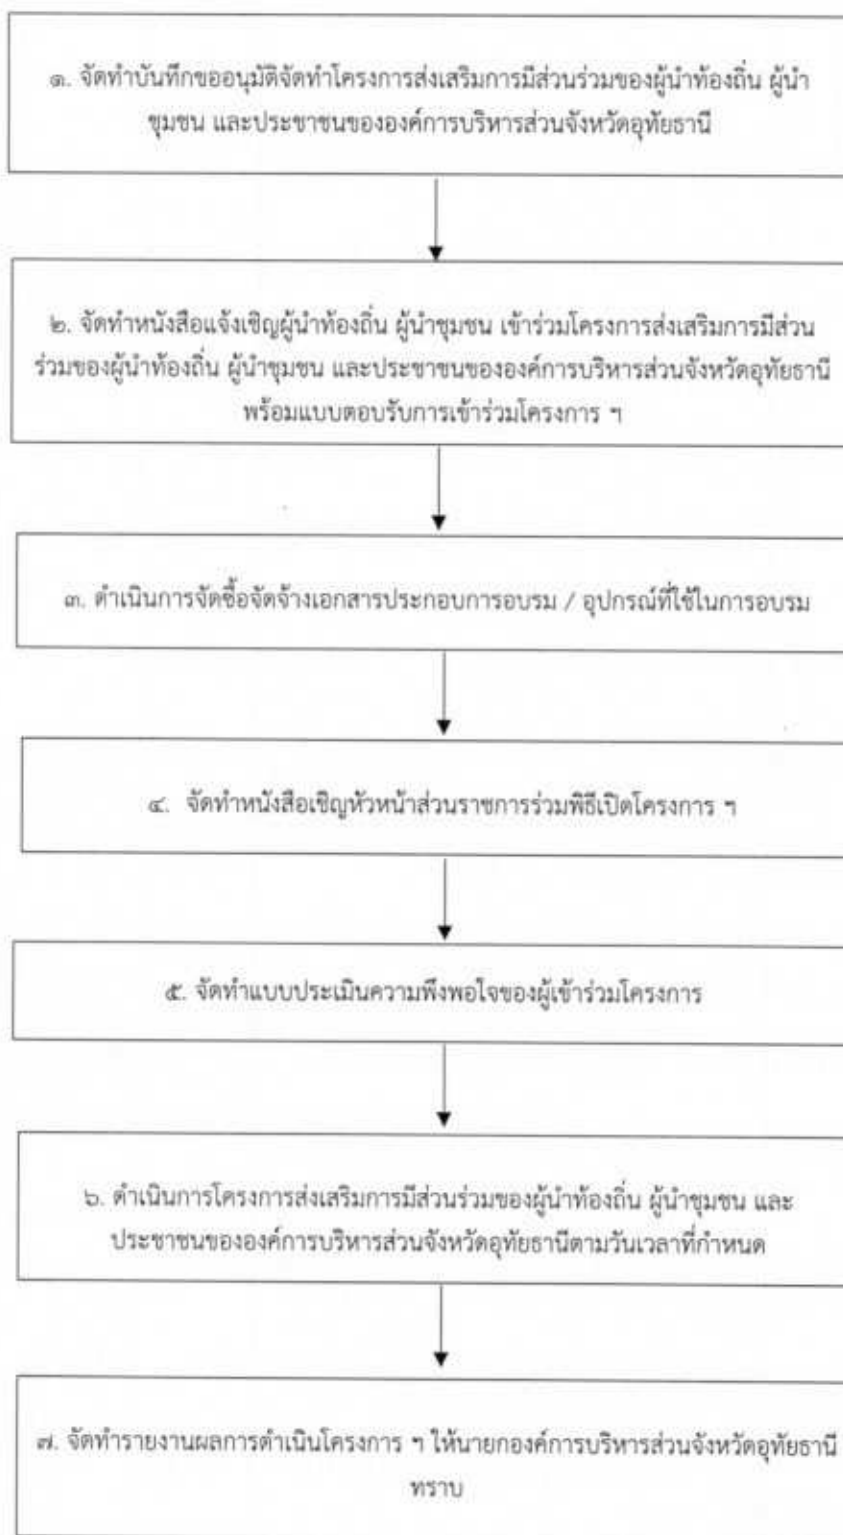 ๑. จัดทำบันทึกขออนุมัติจัดทำโครงการส่งเสริมการมีส่วนร่วมของผู้นำท้องถิ่น ผู้นำ
ชุมชน และประชาชนขององค์การบริหารส่วนจังหวัดอุทัยธานี
๒. จัดทำหนังสือแจ้งเชิญผู้นำท้องถิ่น ผู้นำชุมชน เข้าร่วมโครงการส่งเสริมการมีส่วน
ร่วมของผู้นำท้องถิ่น ผู้นำชุมชน และประชาชนขององค์การบริหารส่วนจังหวัดอุทัยธานี
พร้อมแบบตอบรับการเข้าร่วมโครงการ ฯ
๓. ดำเนินการจัดซื้อจัดจ้างเอกสารประกอบการอบรม / อุปกรณ์ที่ใช้ในการอบรม
๔. จัดทำหนังสือเชิญหัวหน้าส่วนราชการร่วมพิธีเปิดโครงการ ฯ
๕. จัดทำแบบประเมินความพึงพอใจของผู้เข้าร่วมโครงการ
๖. ดำเนินการโครงการส่งเสริมการมีส่วนร่วมของผู้นำท้องถิ่น ผู้นำชุมชน และ
ประชาชนขององค์การบริหารส่วนจังหวัดอุทัยธานีตามวันเวลาที่กำหนด
๗. จัดทำรายงานผลการดำเนินโครงการ ฯ ให้นายกองค์การบริหารส่วนจังหวัดอุทัยธานี
ทราบ